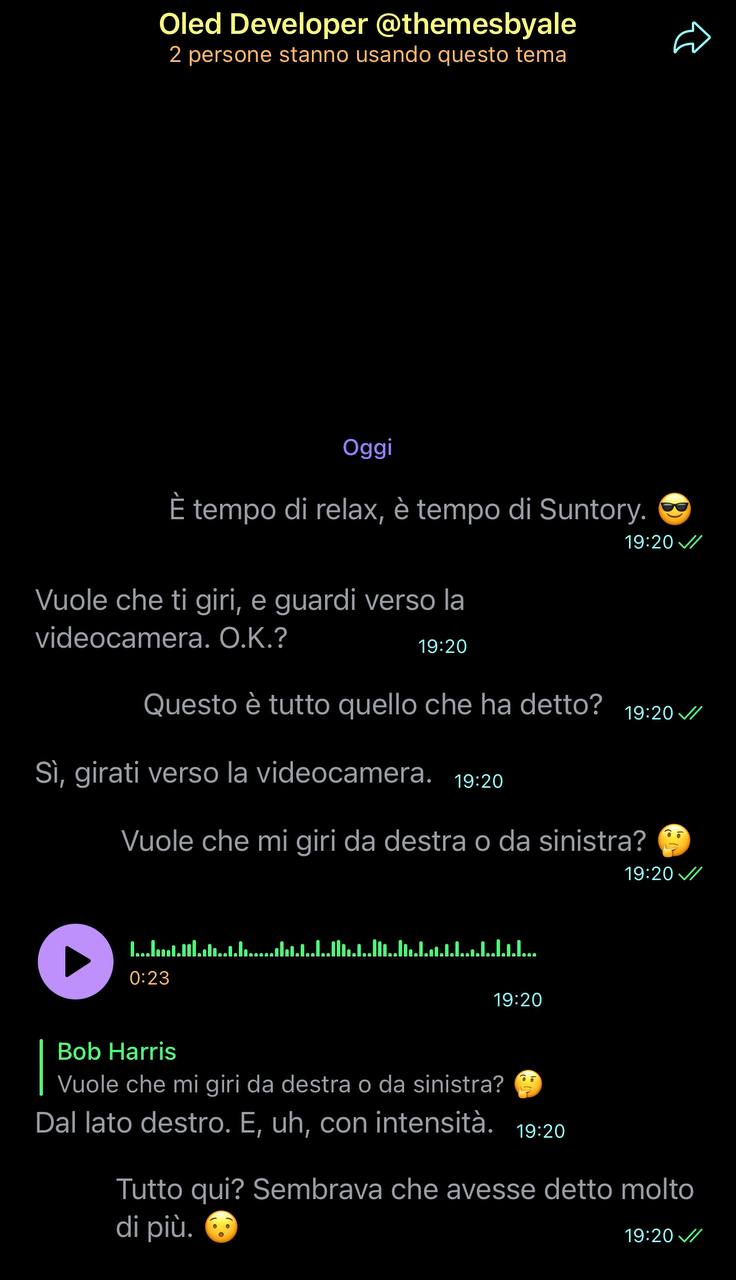 Oled Developer @themesbyale
2 persone stanno usando questo tema
Oggi
È tempo di relax, è tempo di Suntory. 😎
19:20
Vuole che ti giri, e guardi verso la
videocamera. O.K.? 19:20
Questo è tutto quello che ha detto? 19:20
Sì, girati verso la videocamera. 19:20
Vuole che mi giri da destra o da sinistra? 🤔
19:20
0:23
19:20
Bob Harris
Vuole che mi giri da destra o da sinistra? 🤔
Dal lato destro. E, uh, con intensità. 19:20
Tutto qui? Sembrava che avesse detto molto
di più. 😯 19:20